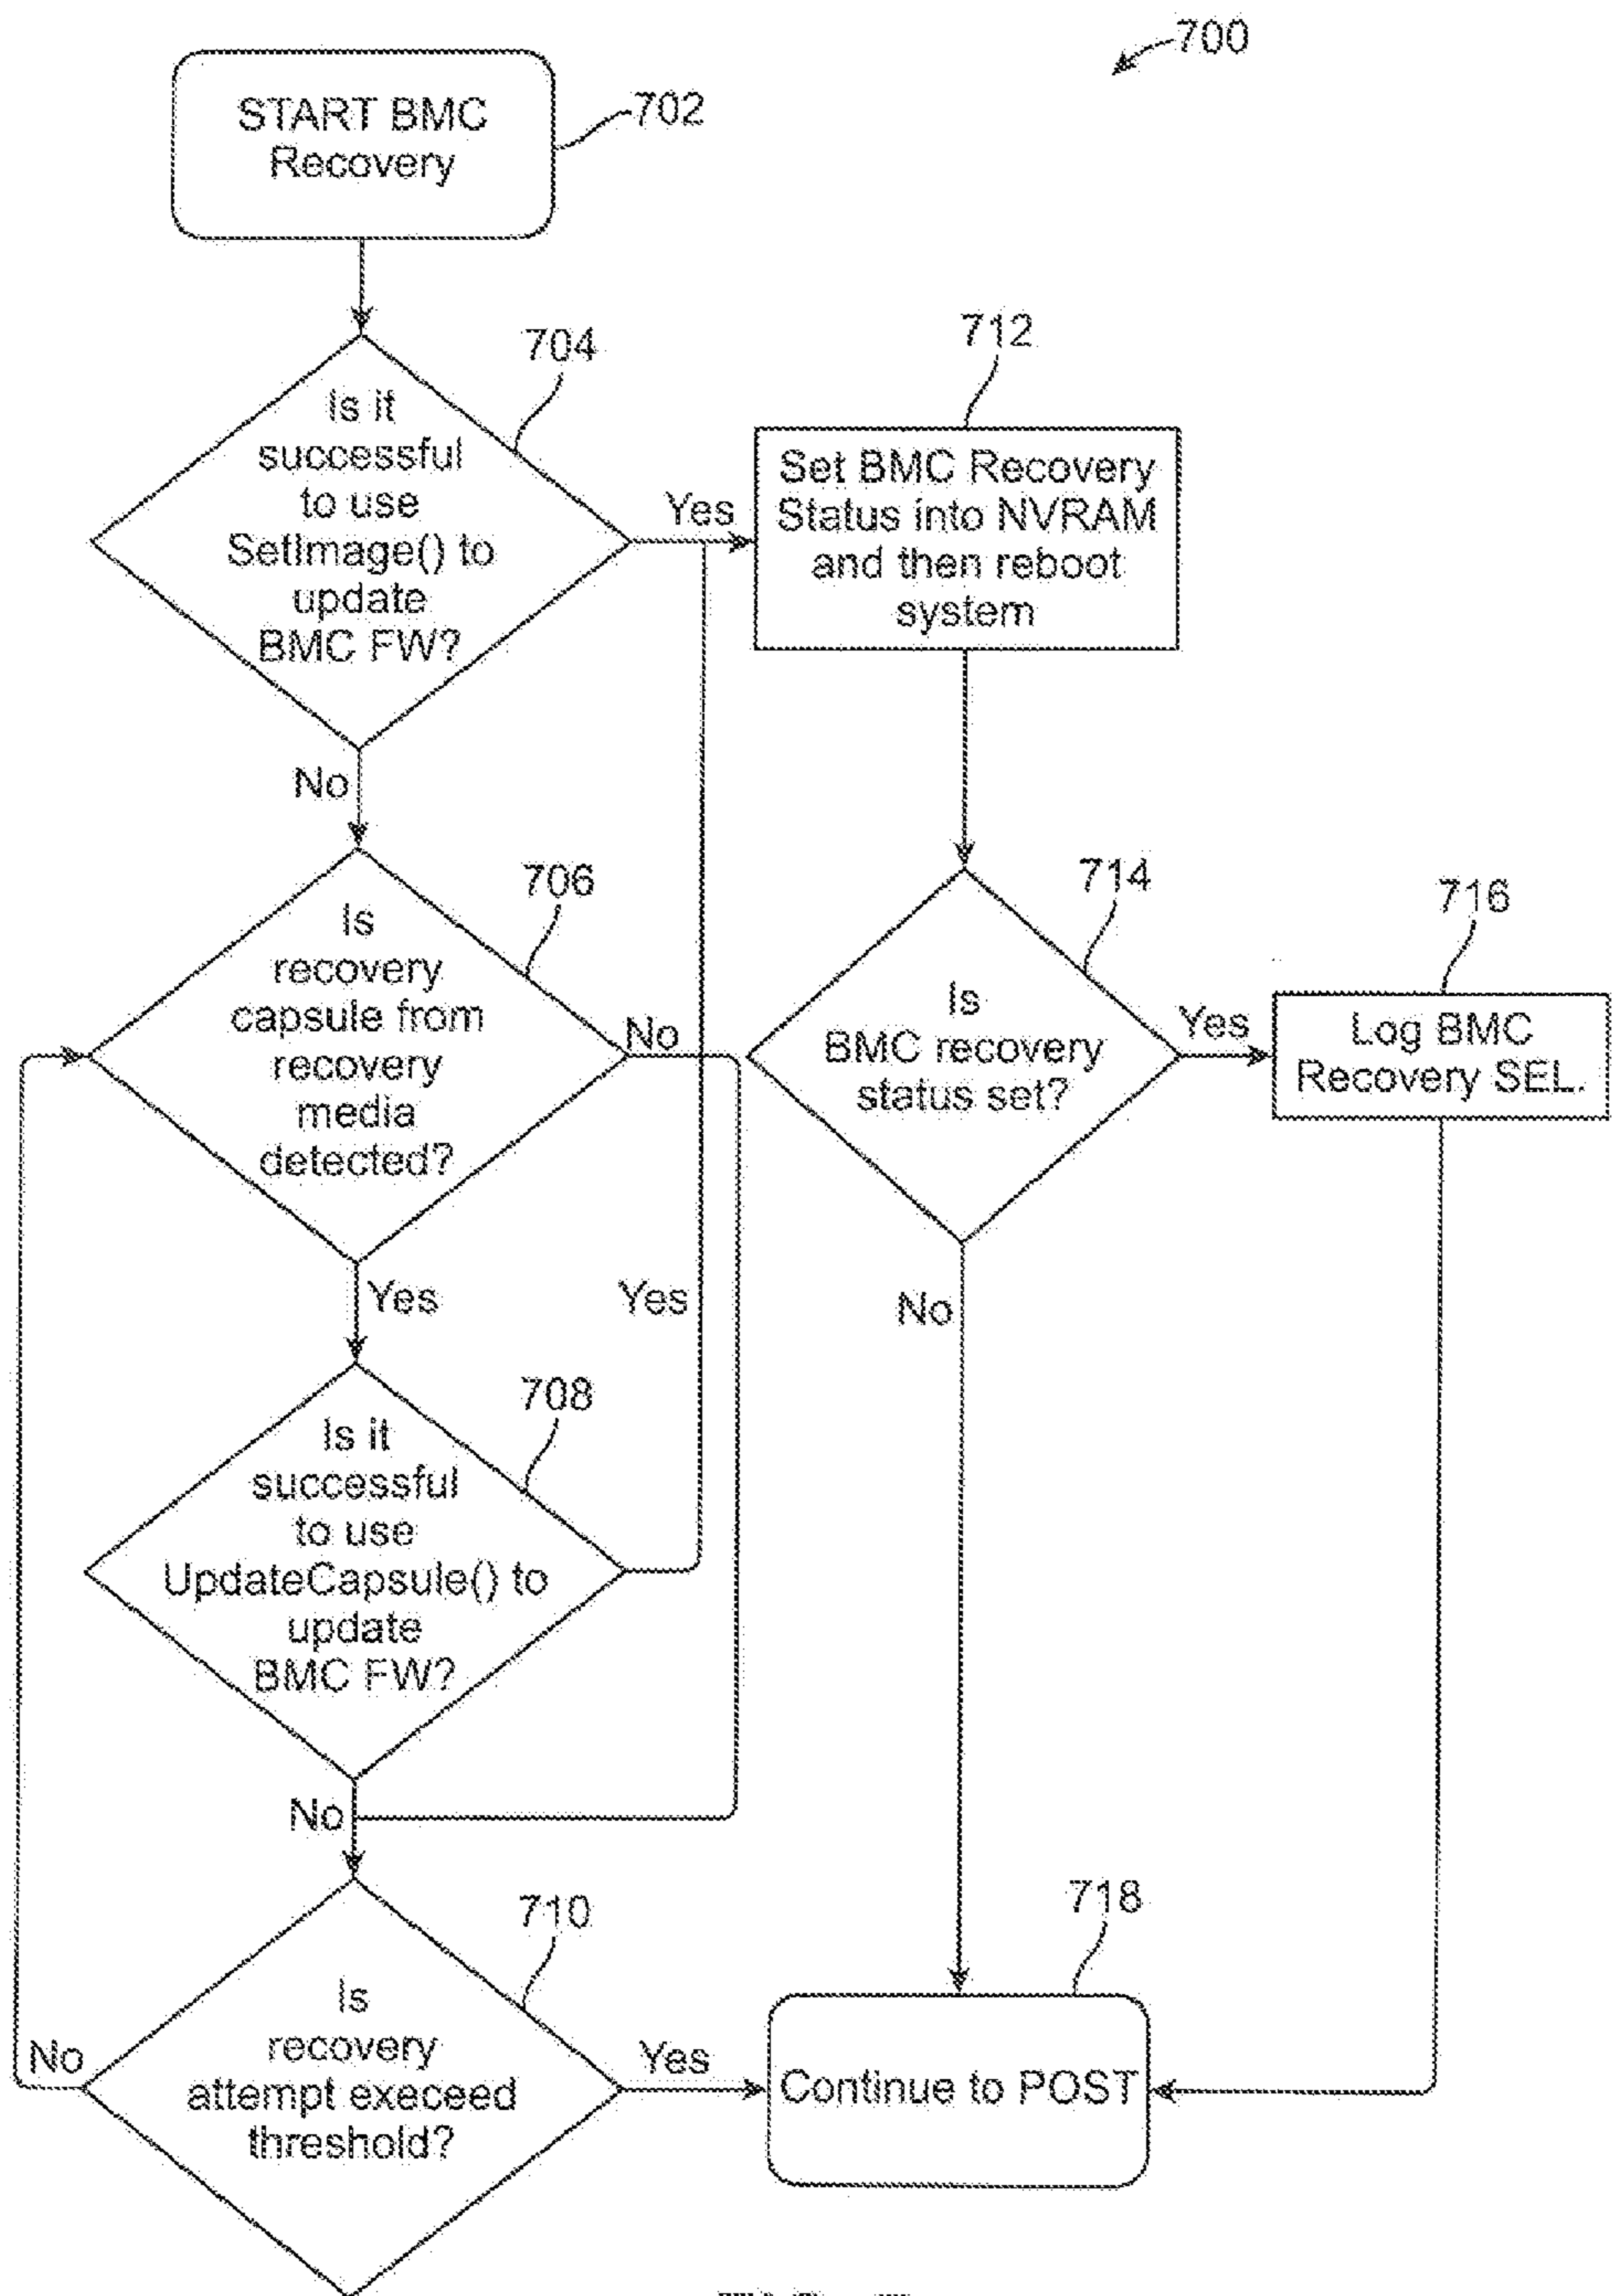 700
START BMC
Recovery
702
704
Is it
successful
to use
SetImage() to
update
BMC FW?
Yes
No
712
Set BMC Recovery
Status into NVRAM
and then reboot
system
706
Is
recovery
capsule from
recovery
media
detected?
No
Yes
714
Is
BMC recovery
status set?
Yes
No
716
Log BMC
Recovery SEL.
708
Is it
successful
to use
UpdateCapsule() to
update
BMC FW?
Yes
No
710
Is
recovery
attempt execeed
threshold?
No
Yes
718
Continue to POST